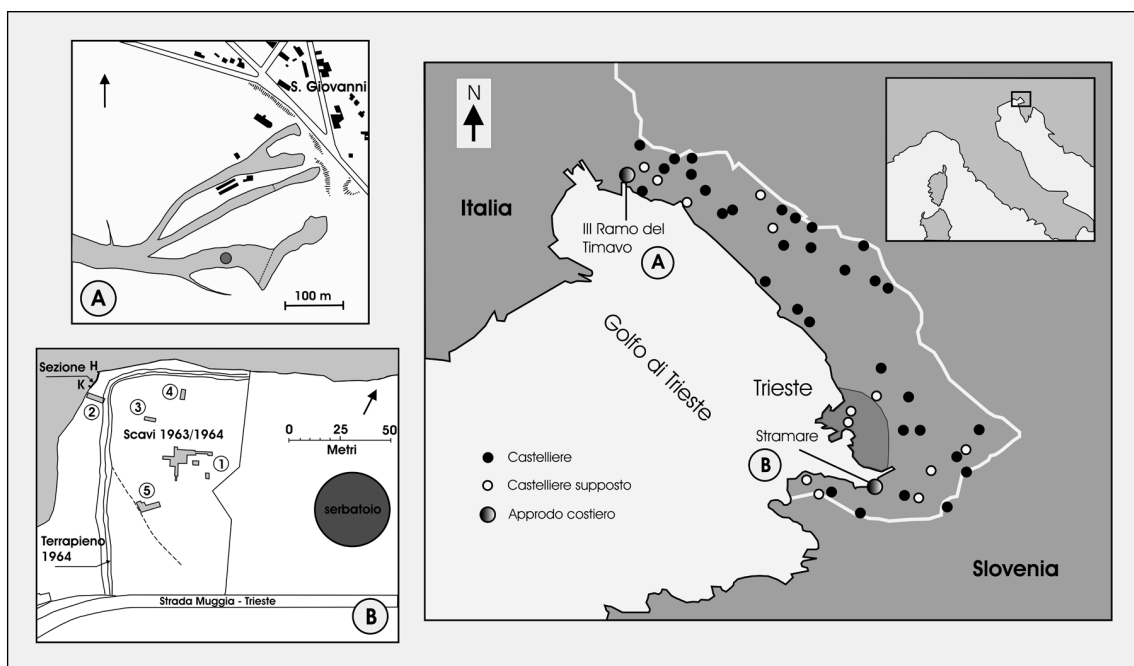 S. Giovanni
A
100 m
Sezione H
K
2
3
4
Scavi 1963/1964
1
5
0 25 50
Metri
serbatoio
Terrapieno
1964
Strada Muggia - Trieste
B
N
Italia
III Ramo del
Timavo
A
Golfo di Trieste
Trieste
Stramare
B
Castelliere
Castelliere supposto
Approdo costiero
Slovenia